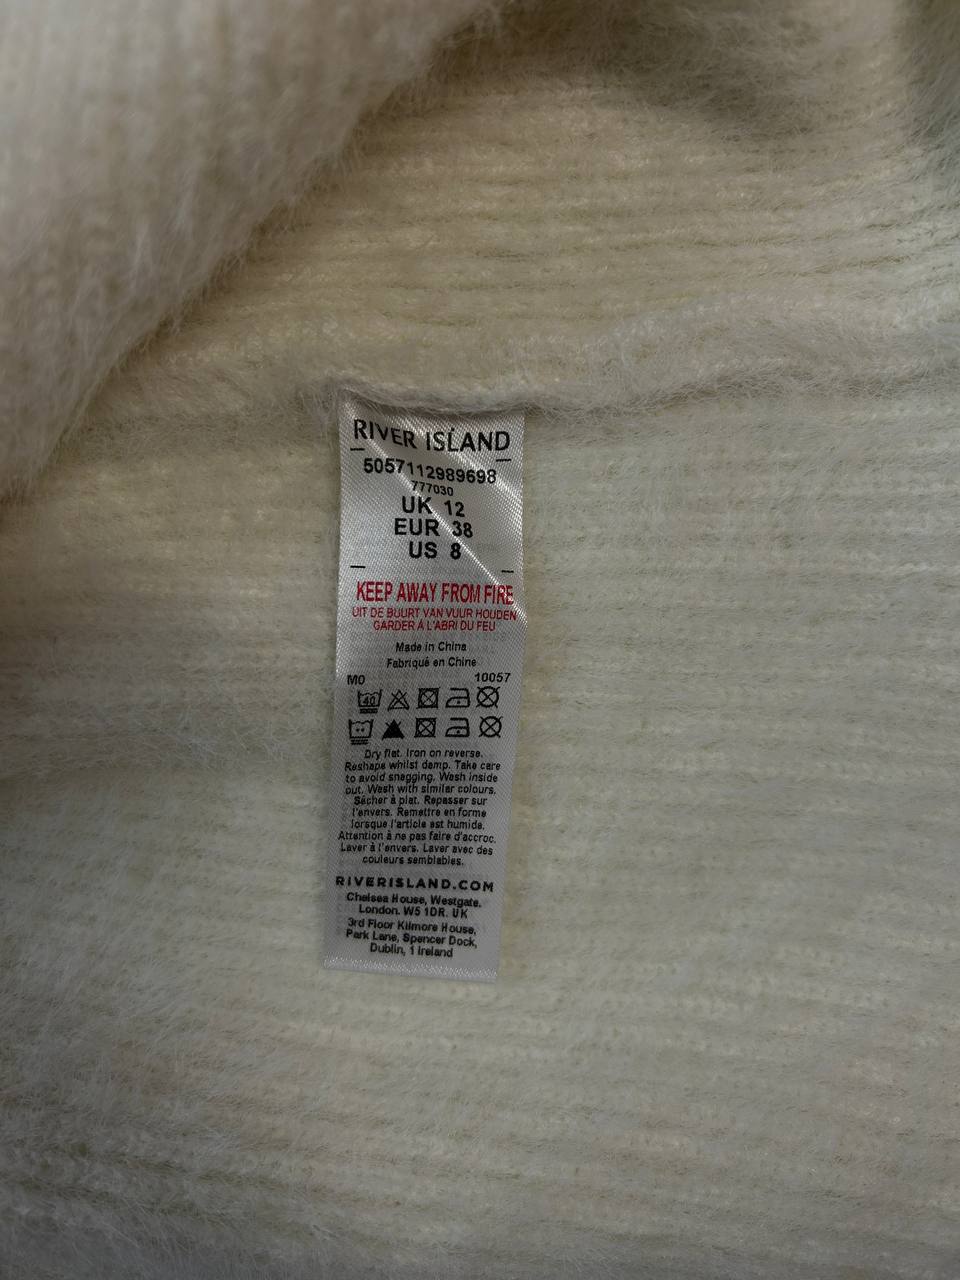 RIVER ISLAND
5057112989698
777030
UK 12
EUR 38
US 8
KEEP AWAY FROM FIRE
UIT DE BUURT VAN VUUR HOUDEN
GARDER À L'ABRI DU FEU
Made in China
Fabriqué en Chine
M0 10057
40
Dry flat. Iron on reverse.
Reshape whilst damp. Take care
to avoid snagging. Wash inside
out. Wash with similar colours.
Sécher à plat. Repasser sur
l'envers. Remettre en forme
lorsque l'article est humide.
Attention à ne pas faire d'accroc.
Laver à l'envers. Laver avec des
couleurs semblables.
RIVERISLAND.COM
Chelsea House, Westgate.
London. W5 1DR. UK
3rd Floor Kilmore House,
Park Lane, Spencer Dock,
Dublin, 1 Ireland